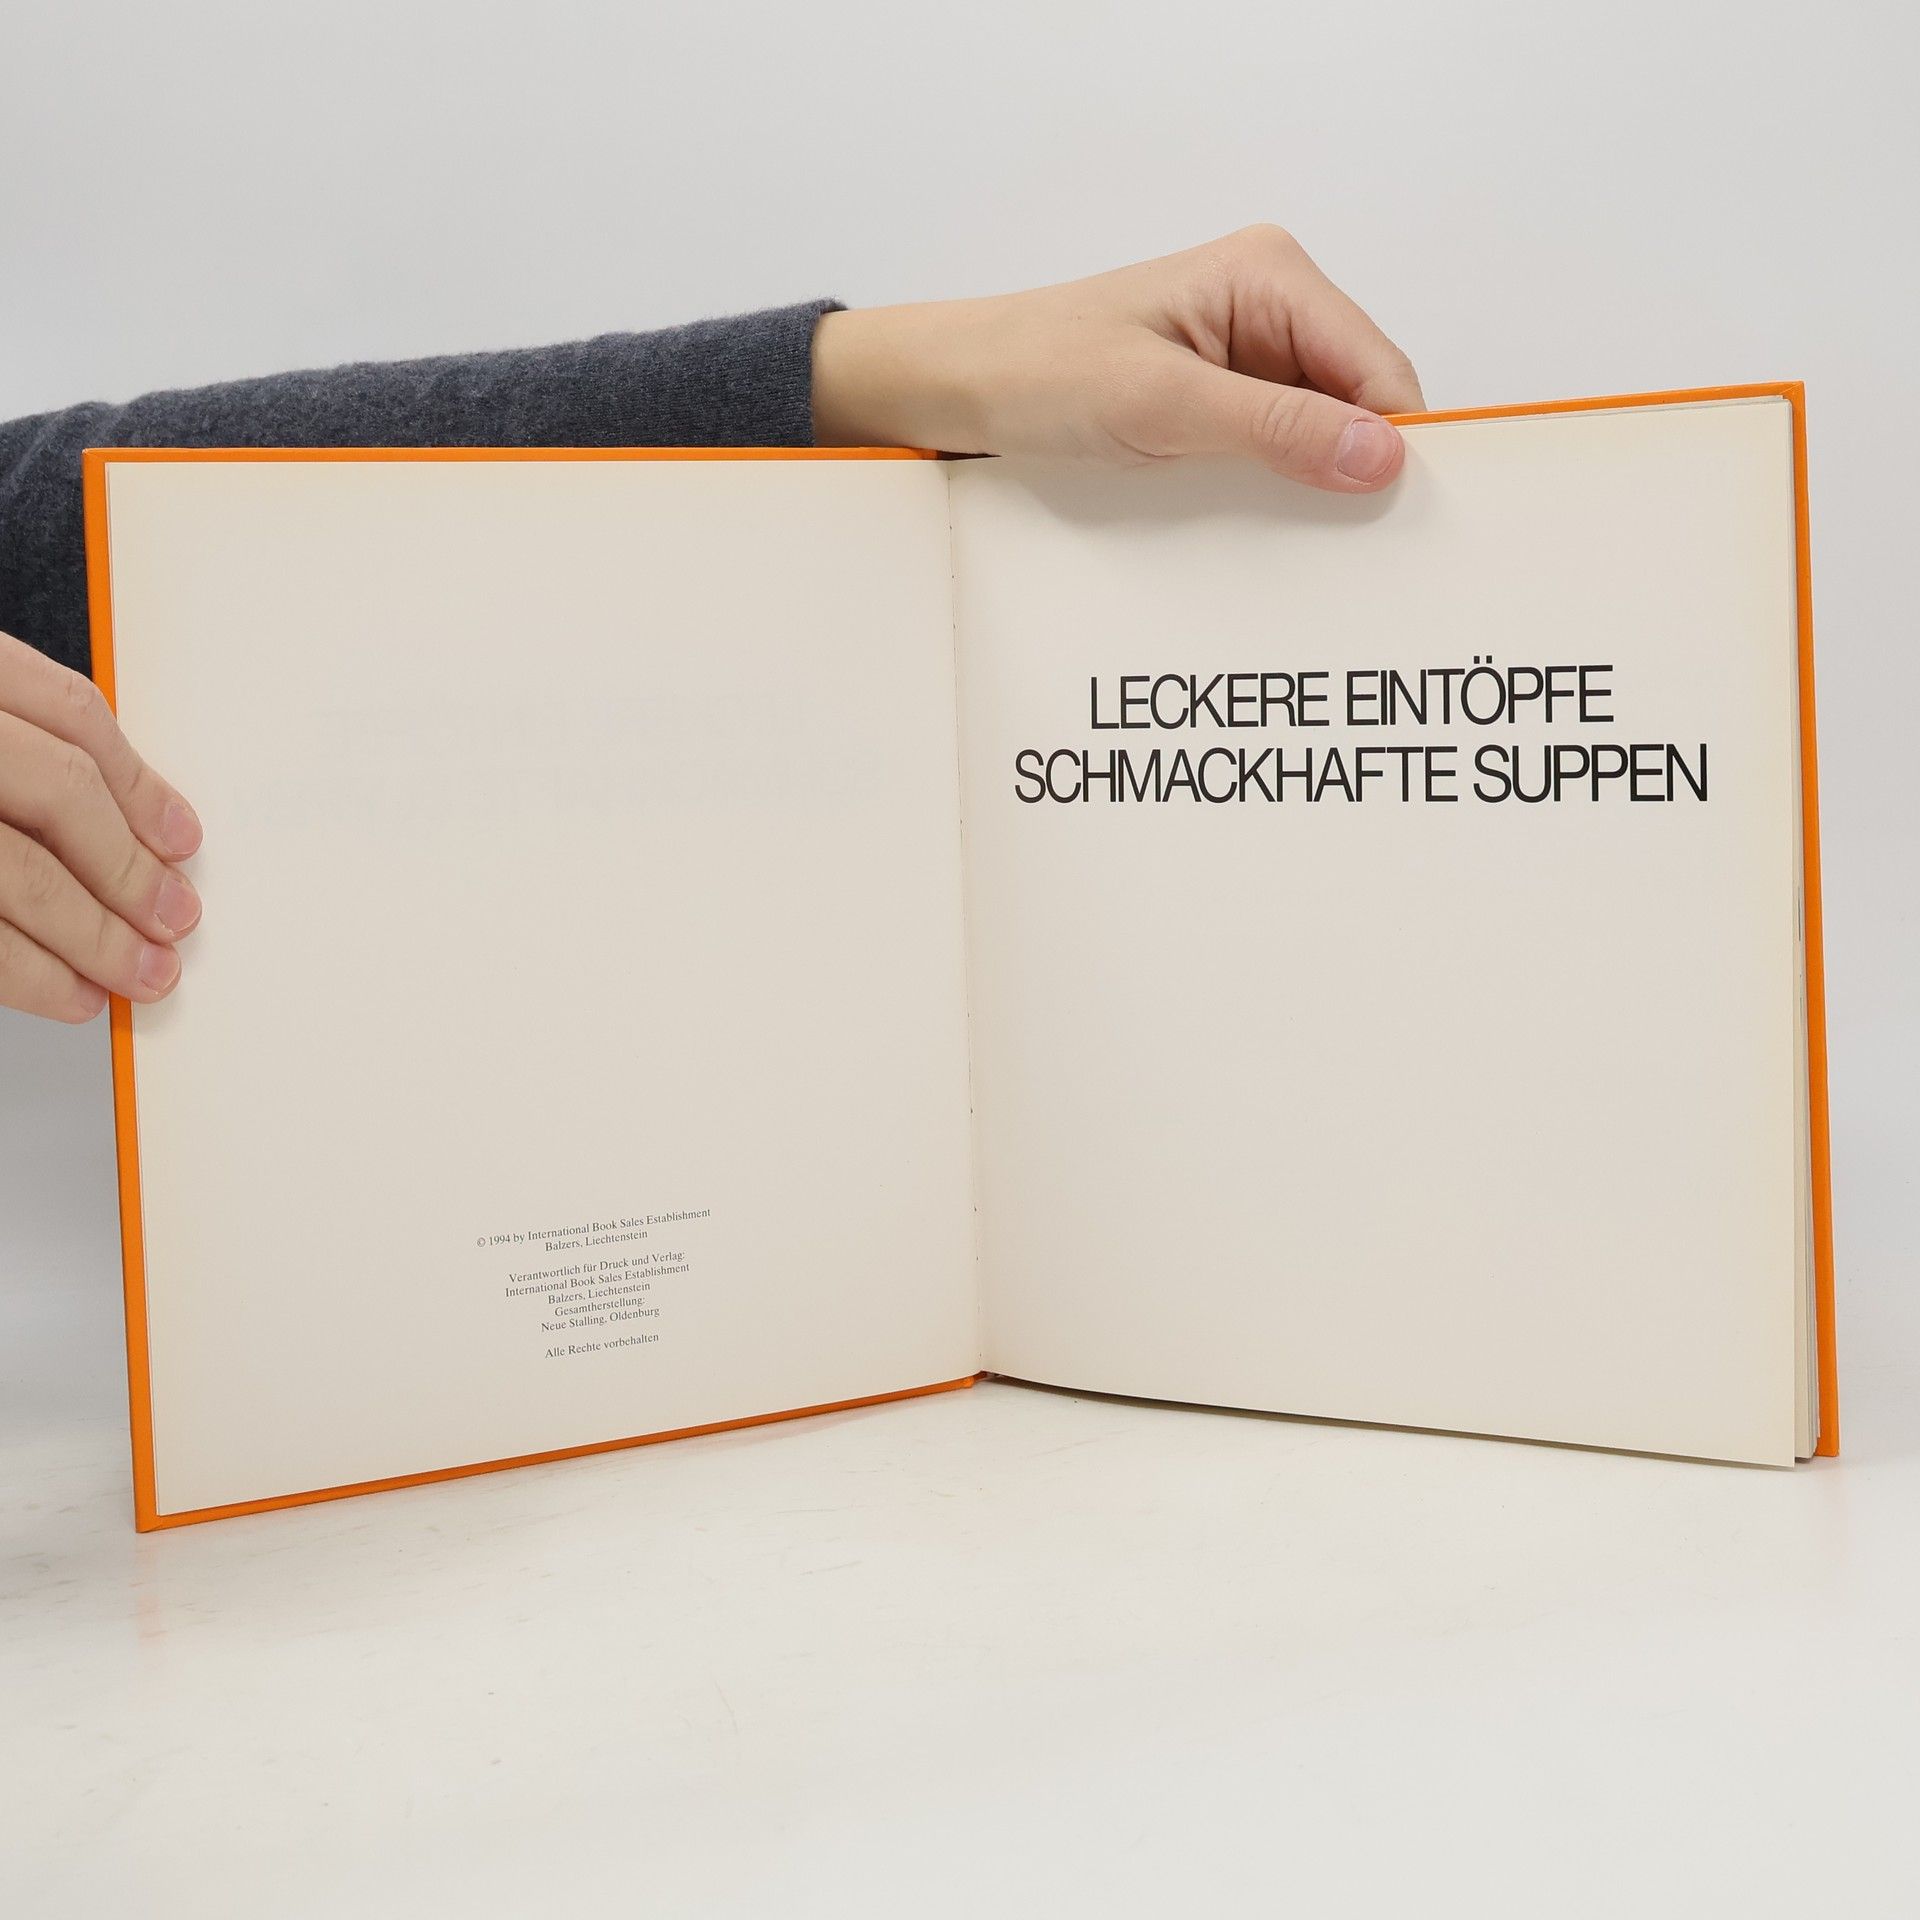 © 1994 by International Book Sales Establishment
Balzers, Liechtenstein
Verantwortlich für Druck und Verlag:
International Book Sales Establishment
Balzers, Liechtenstein
Gesamtherstellung:
Neue Stalling, Oldenburg
Alle Rechte vorbehalten
LECKERE EINTÖPFE
SCHMACKHAFTE SUPPEN